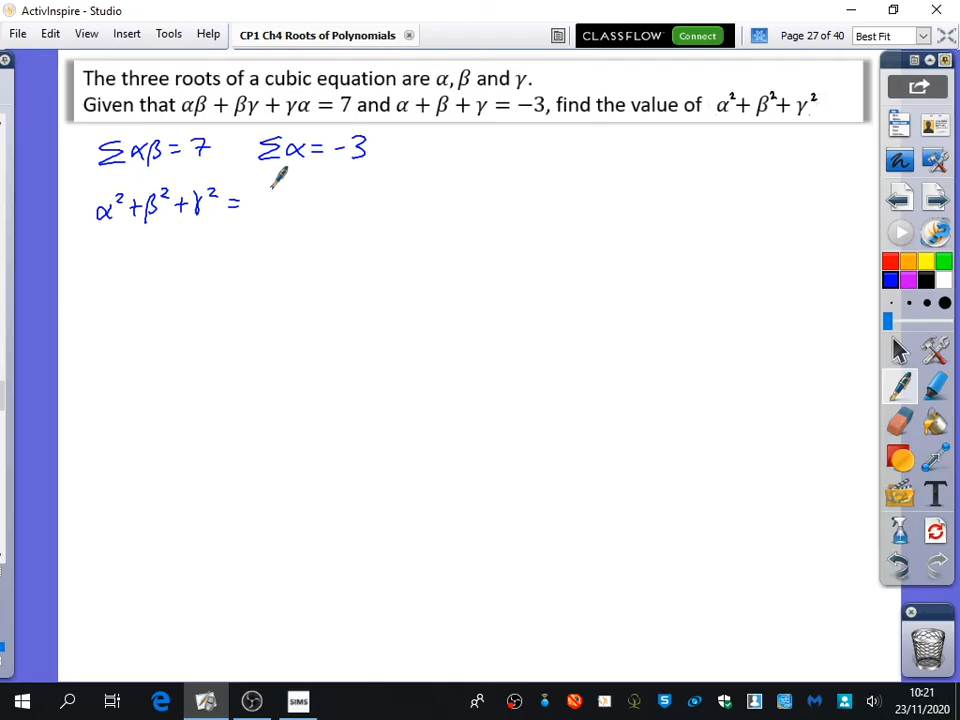 ActivInspire - Studio
File Edit View Insert Tools Help CP1 Ch4 Roots of Polynomials CLASSFLOW Connect Page 27 of 40 Best Fit
The three roots of a cubic equation are α, β and γ.
Given that αβ + βγ + γα = 7 and α + β + γ = −3, find the value of α² + β² + γ²
∑αβ = 7 ∑α = -3
α² + β² + γ² =
SIMS
10:21
23/11/2020